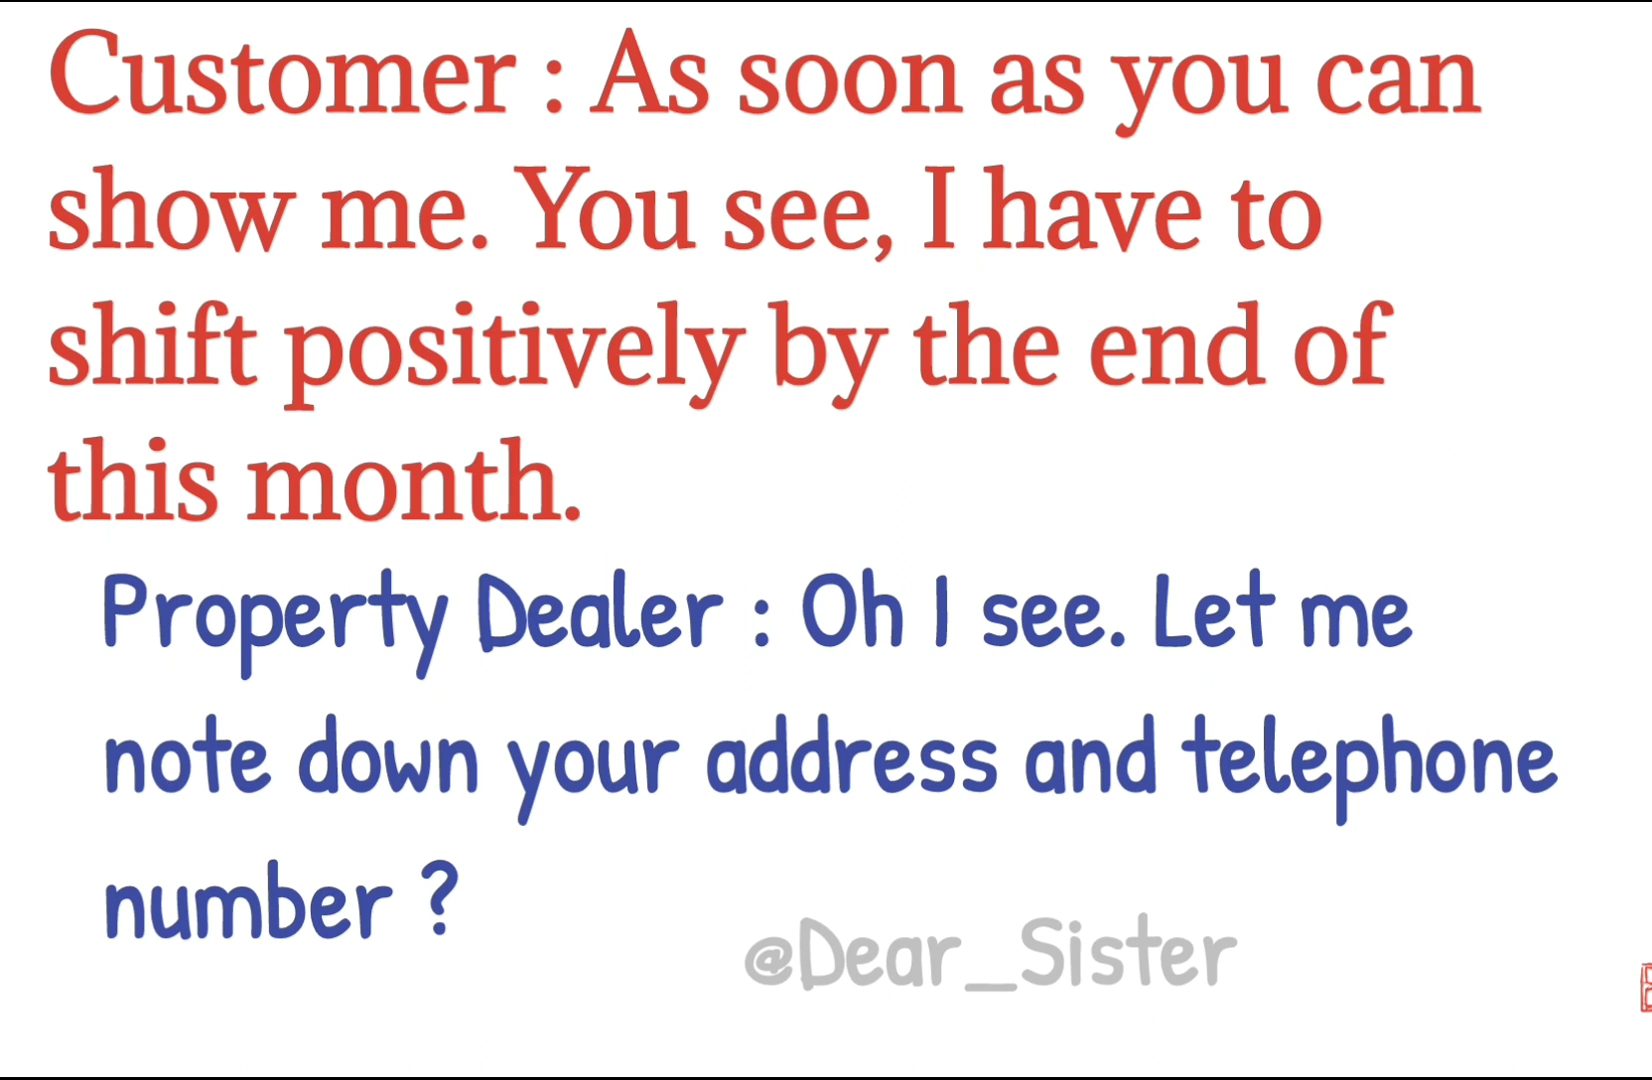 Customer : As soon as you can
show me. You see, I have to
shift positively by the end of
this month.
Property Dealer : Oh I see. Let me
note down your address and telephone
number ?
@Dear_Sister